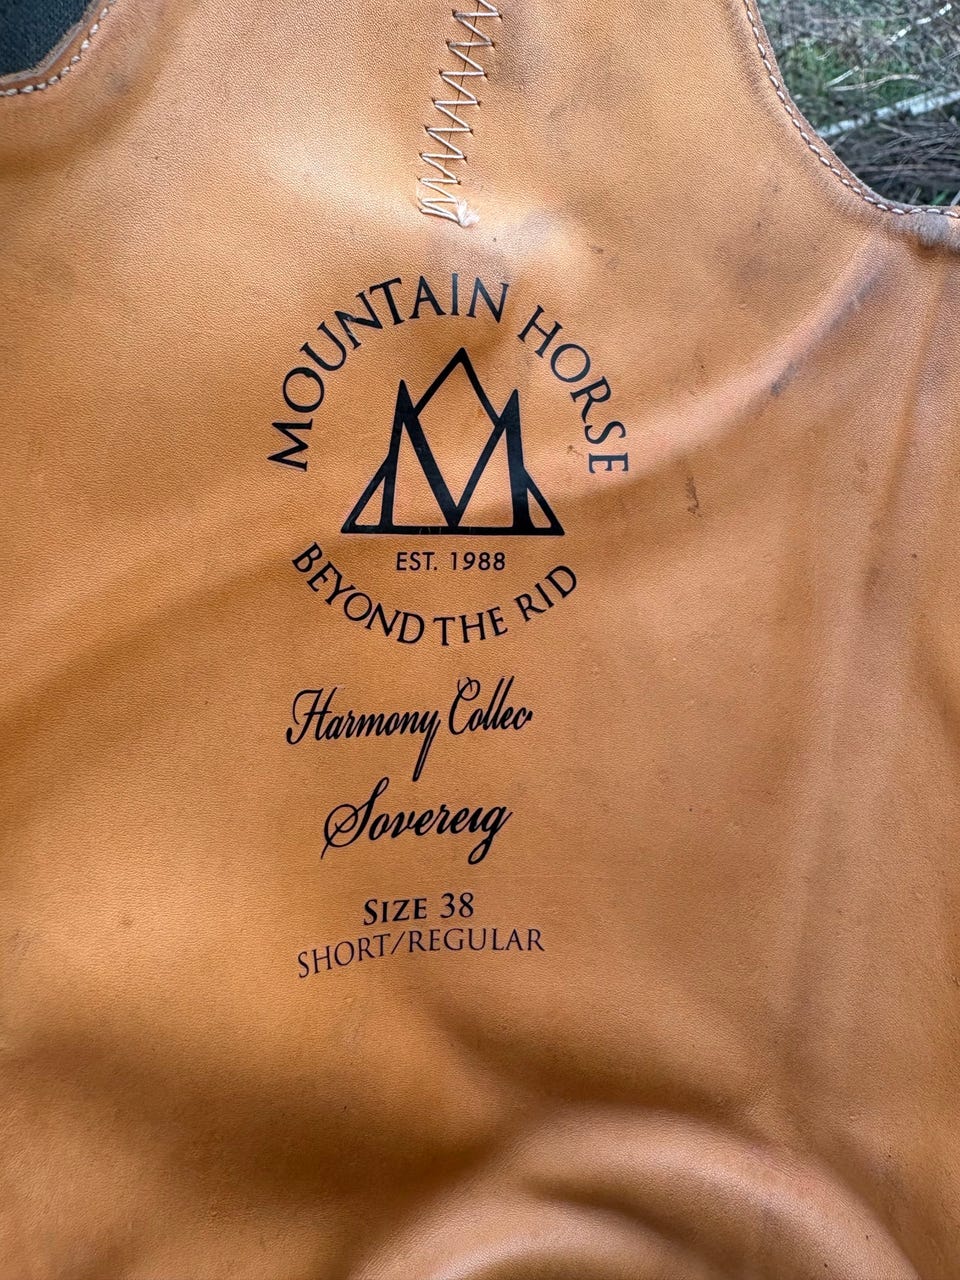 MOUNTAIN HORSE
EST. 1988
BEYOND THE RID
Harmony Collec
Sovereig
SIZE 38
SHORT/REGULAR